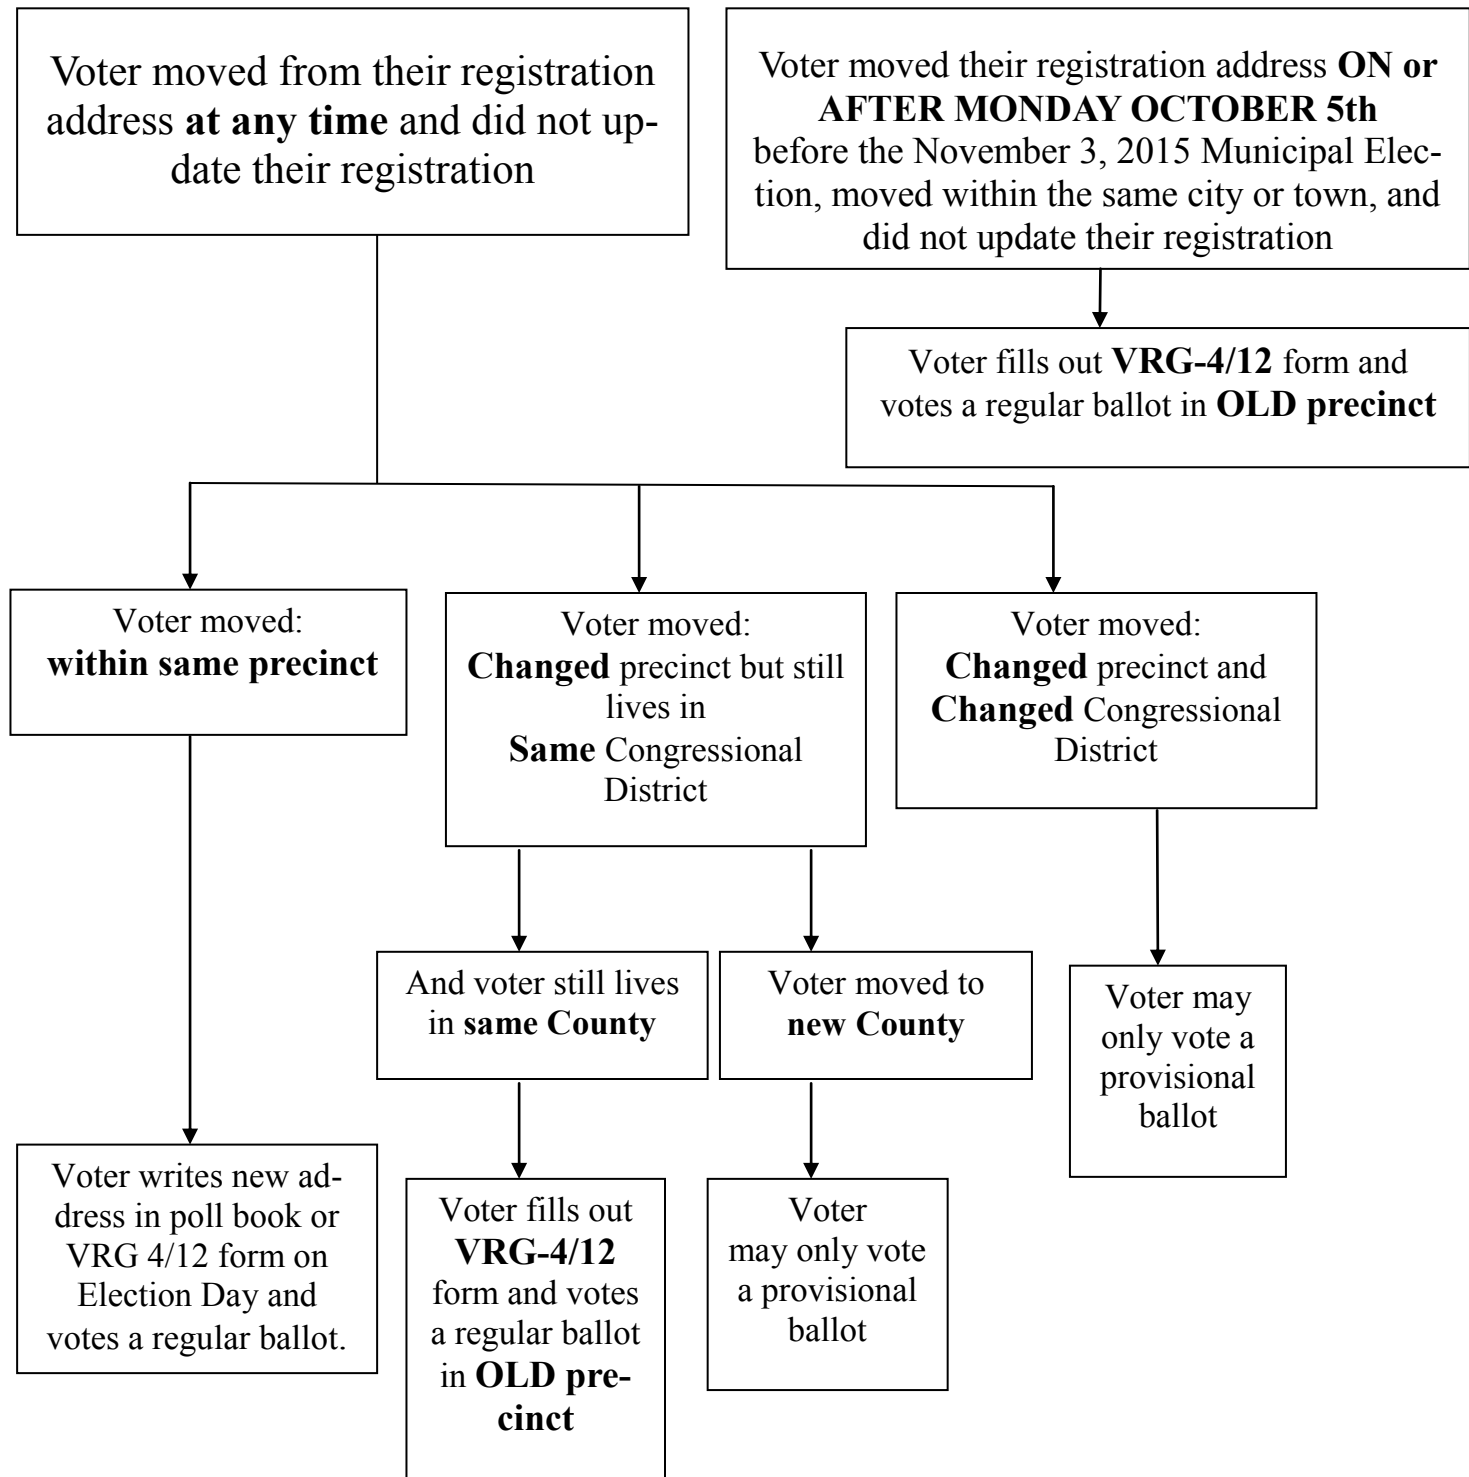 Voter moved from their registration
address at any time and did not up-
date their registration
Voter moved their registration address ON or
AFTER MONDAY OCTOBER 5th
before the November 3, 2015 Municipal Elec-
tion, moved within the same city or town, and
did not update their registration
Voter fills out VRG-4/12 form and
votes a regular ballot in OLD precinct
Voter moved:
within same precinct
Voter moved:
Changed precinct but still
lives in
Same Congressional
District
Voter moved:
Changed precinct and
Changed Congressional
District
And voter still lives
in same County
Voter moved to
new County
Voter may
only vote a
provisional
ballot
Voter writes new ad-
dress in poll book or
VRG 4/12 form on
Election Day and
votes a regular ballot.
Voter fills out
VRG-4/12
form and votes
a regular ballot
in OLD pre-
cinct
Voter
may only vote
a provisional
ballot